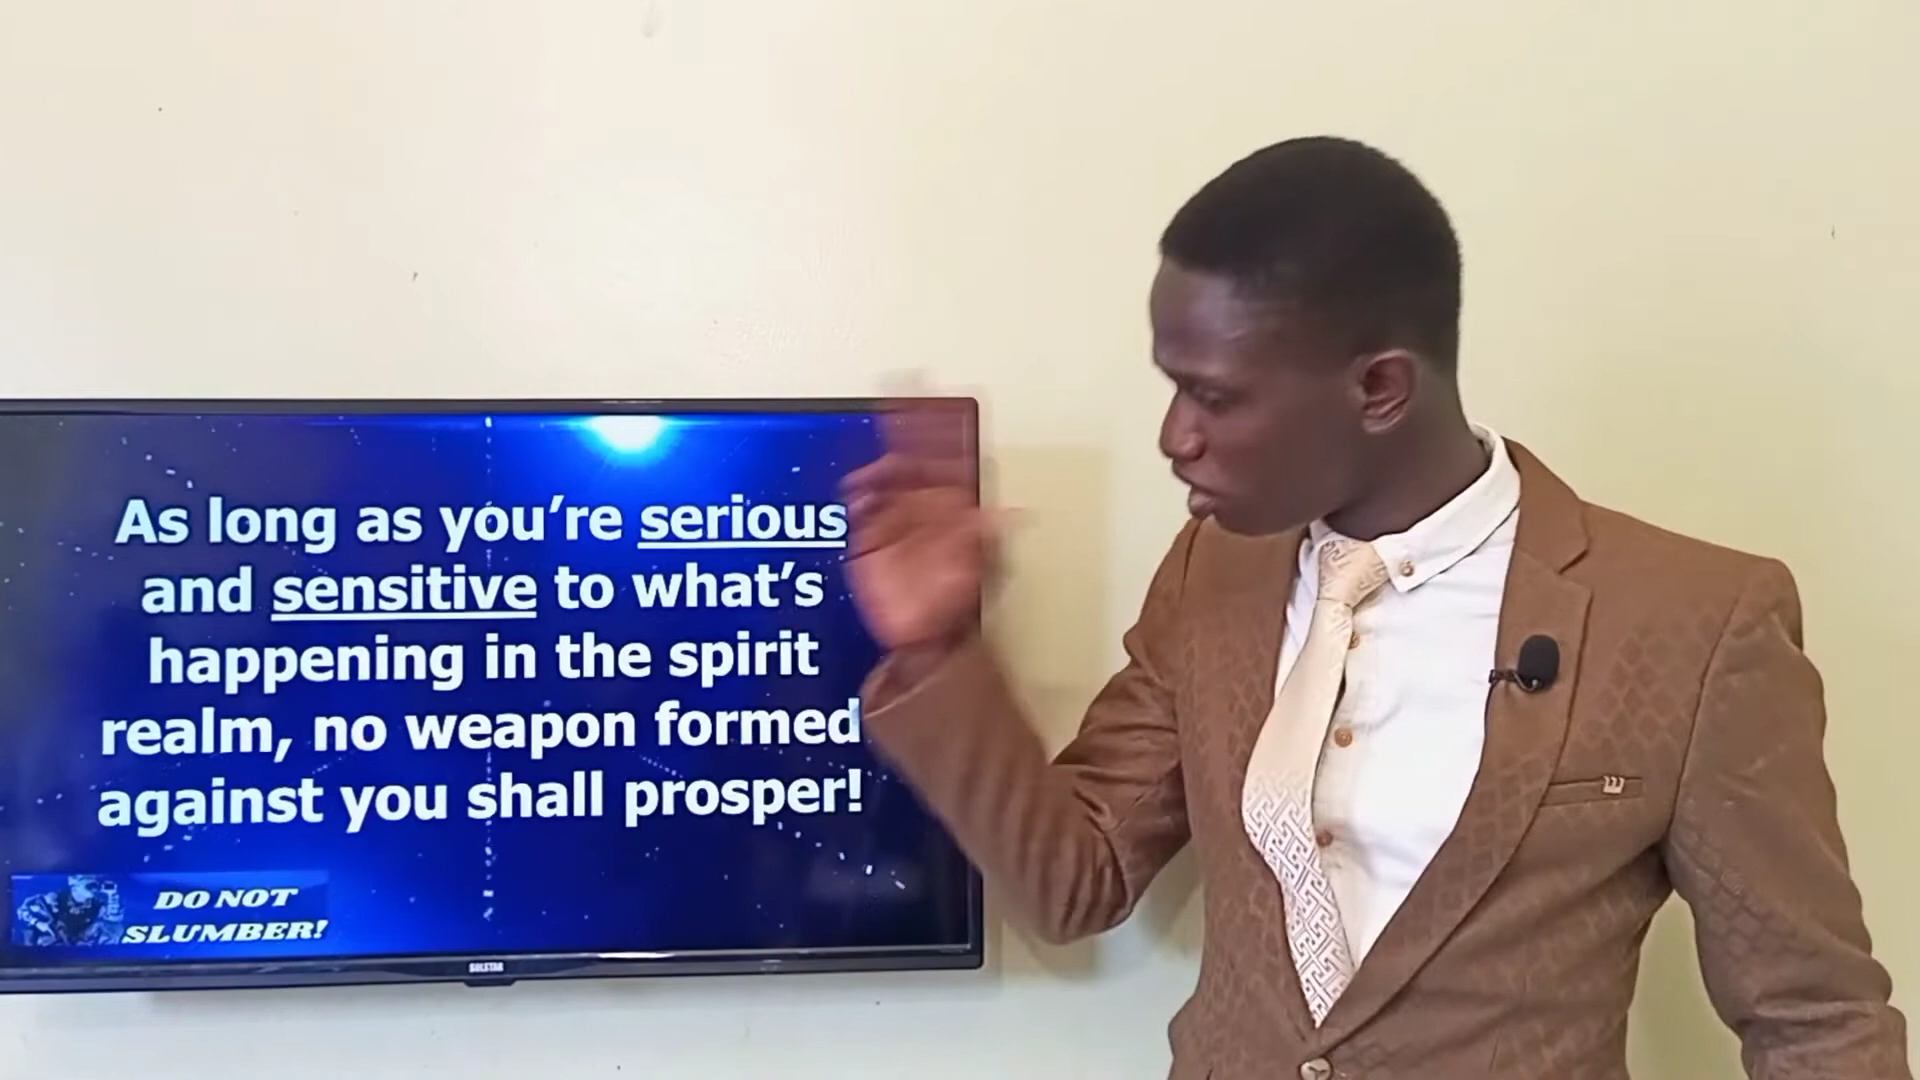 As long as you're serious
and sensitive to what's
happening in the spirit
realm, no weapon formed
against you shall prosper!
DO NOT
SLUMBER!
SOLSTAR